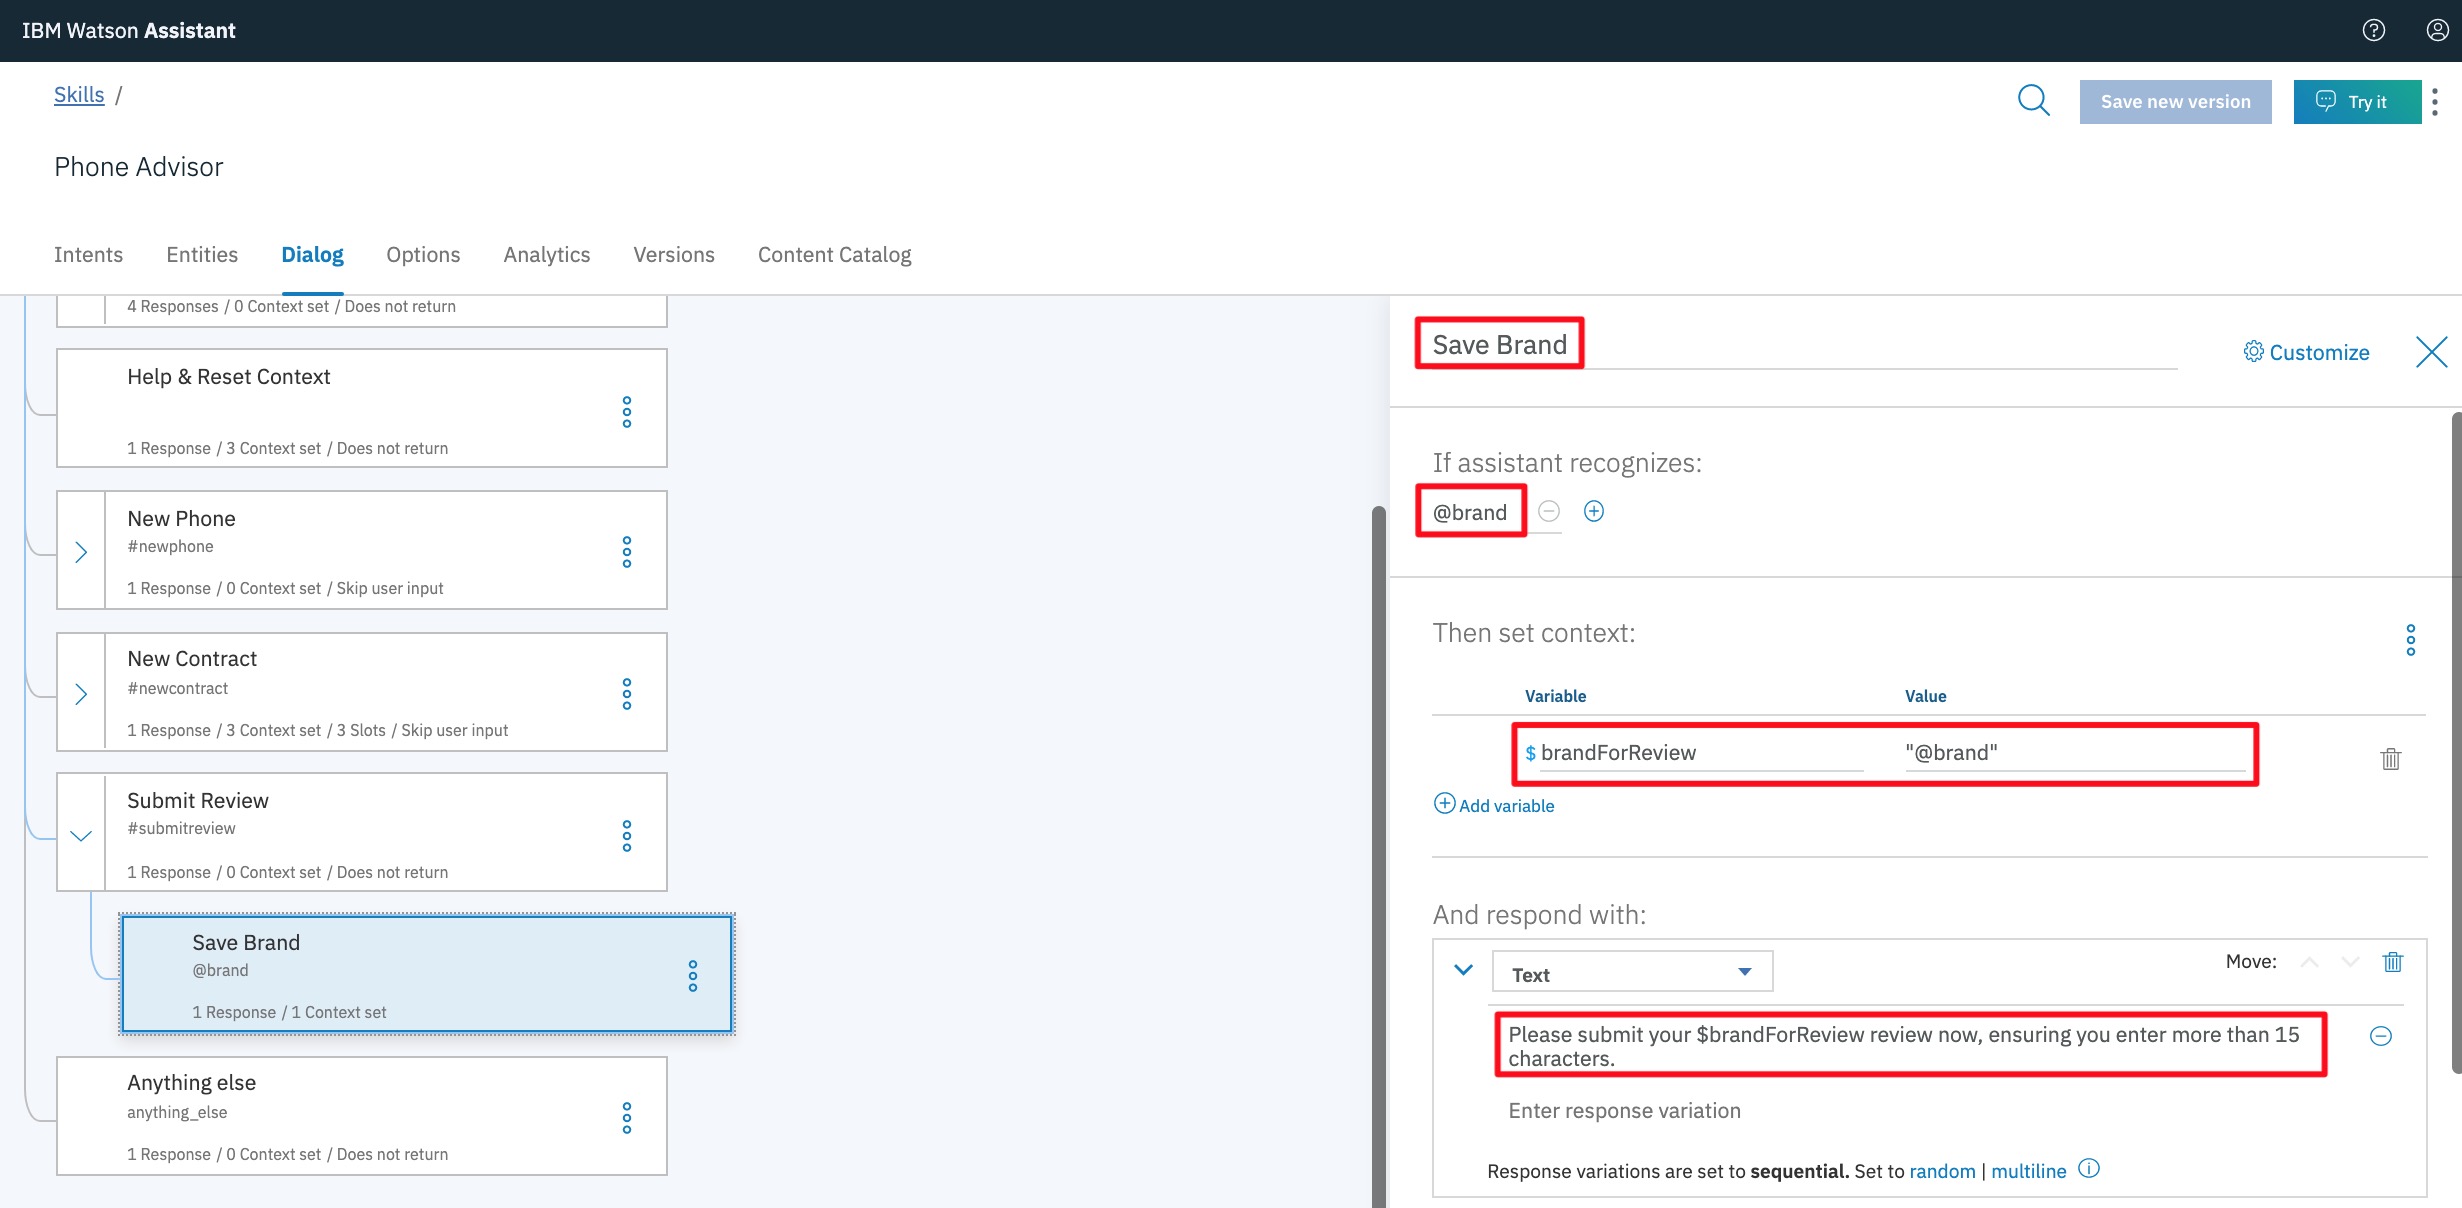 IBM Watson Assistant
Skills /
Save new version
Try it
Phone Advisor
Intents
Entities
Dialog
Options
Analytics
Versions
Content Catalog
4 Responses / 0 Context set / Does not return
Help & Reset Context
1 Response / 3 Context set / Does not return
New Phone
#newphone
1 Response / 0 Context set / Skip user input
New Contract
#newcontract
1 Response / 3 Context set / 3 Slots / Skip user input
Submit Review
#submitreview
1 Response / 0 Context set / Does not return
Save Brand
@brand
1 Response / 1 Context set
Anything else
anything_else
1 Response / 0 Context set / Does not return
Save Brand
Customize
If assistant recognizes:
@brand
Then set context:
Variable
Value
$ brandForReview
"@brand"
Add variable
And respond with:
Text
Move:
Please submit your $brandForReview review now, ensuring you enter more than 15
characters.
Enter response variation
Response variations are set to sequential. Set to random | multiline